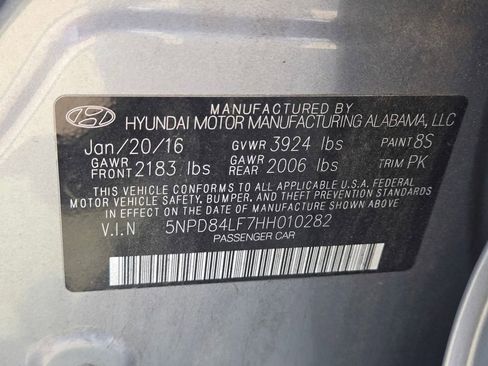 MANUFACTURED BY
HYUNDAI MOTOR MANUFACTURING ALABAMA, LLC
Jan/20/16 GVWR 3924 lbs PAINT 8S
GAWR FRONT 2183 lbs GAWR REAR 2006 lbs TRIM PK
THIS VEHICLE CONFORMS TO ALL APPLICABLE U.S.A. FEDERAL
MOTOR VEHICLE SAFETY, BUMPER, AND THEFT PREVENTION
STANDARDS IN EFFECT ON THE DATE OF MANUFACTURE SHOWN ABOVE
V.I.N 5NPD84LF7HH010282
PASSENGER CAR